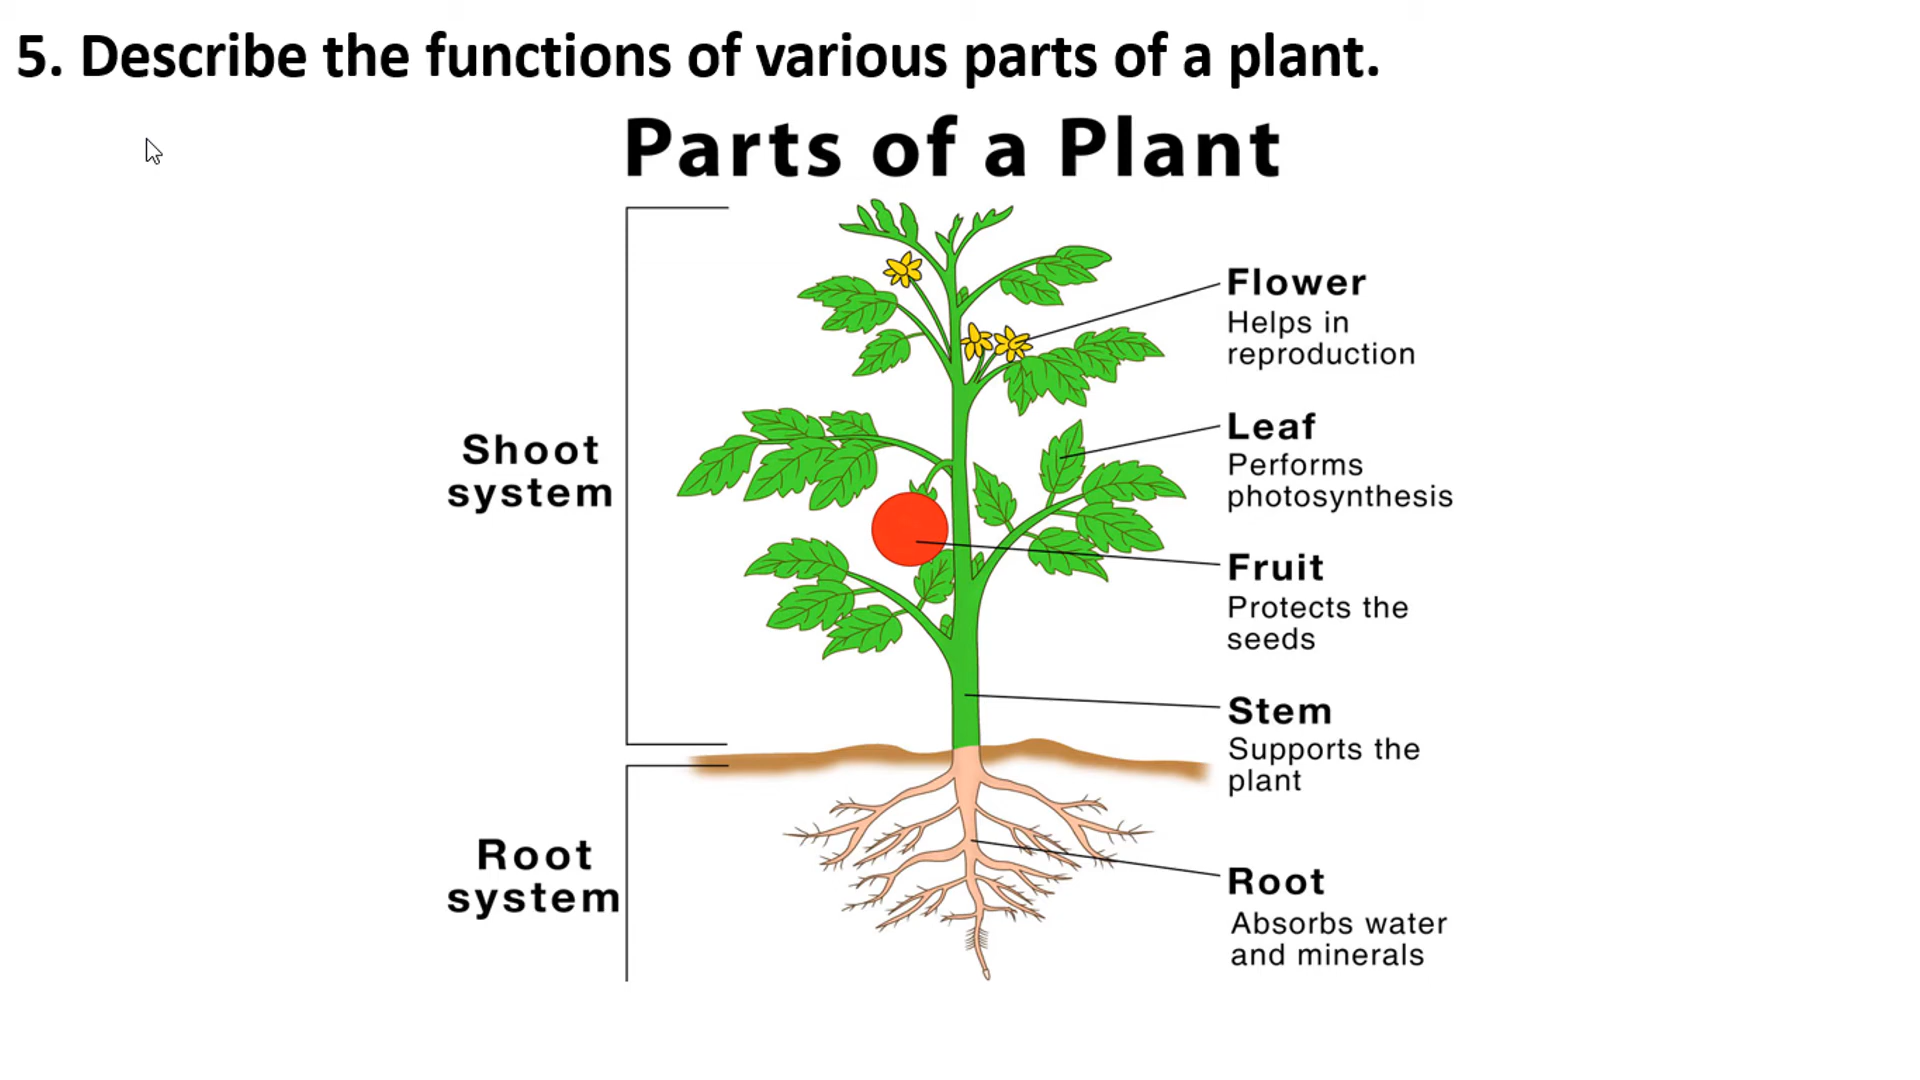 5. Describe the functions of various parts of a plant.
Parts of a Plant
Shoot
system
Flower
Helps in
reproduction
Leaf
Performs
photosynthesis
Fruit
Protects the
seeds
Stem
Supports the
plant
Root
system
Root
Absorbs water
and minerals